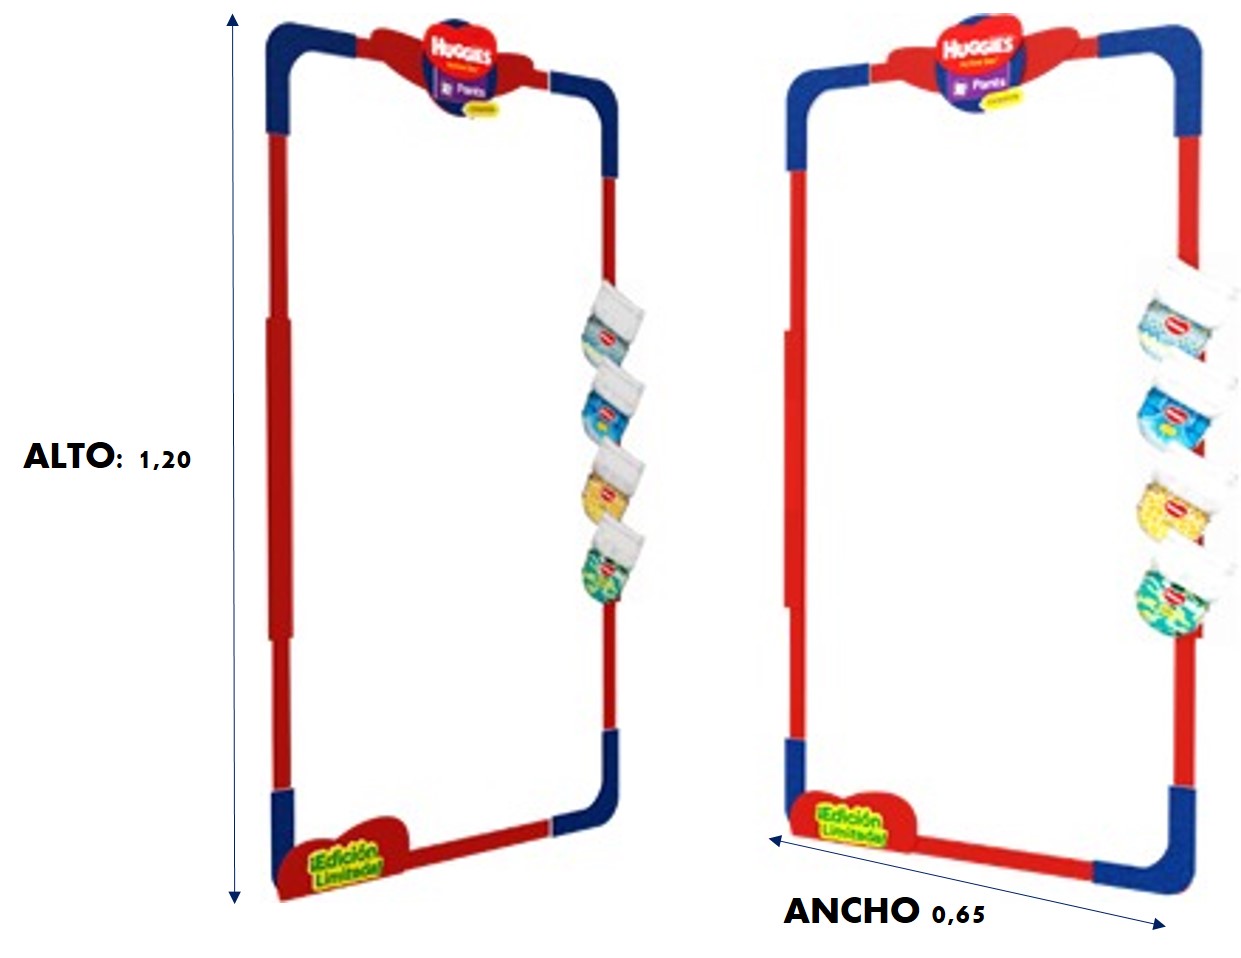 HUGGIES
Pants
HUGGIES
Pants
ALTO: 1,20
¡Edición
Limitada!
¡Edición
Limitada!
ANCHO 0,65